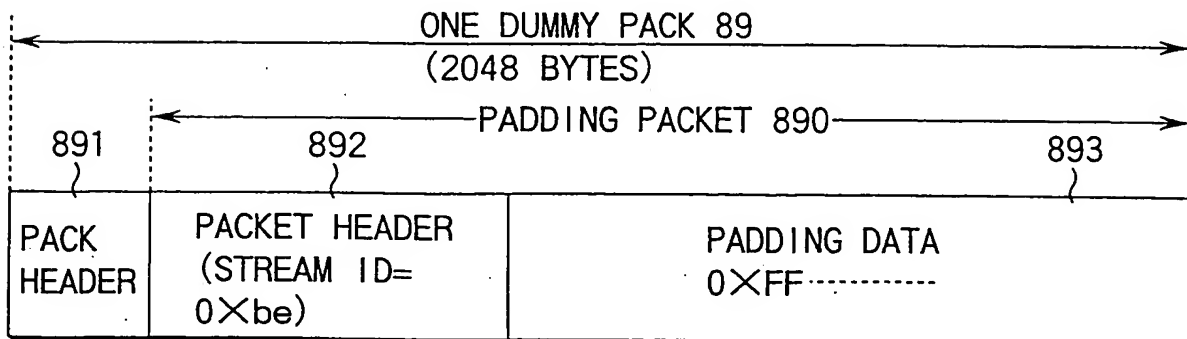 ONE DUMMY PACK 89
(2048 BYTES)
PADDING PACKET 890
891
892
893
PACK
HEADER
PACKET HEADER
(STREAM ID=
0×be)
PADDING DATA
0×FF----------